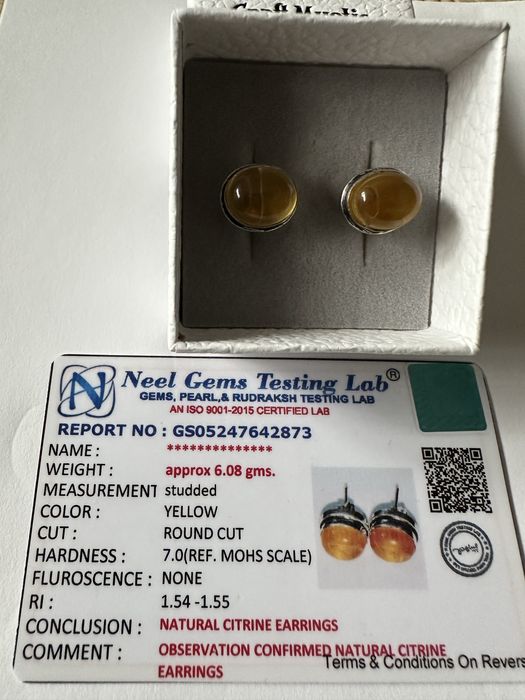 Craft Mystic
Neel Gems Testing Lab®
GEMS, PEARL,& RUDRAKSH TESTING LAB
AN ISO 9001-2015 CERTIFIED LAB
REPORT NO : GS05247642873
NAME : **************
WEIGHT : approx 6.08 gms.
MEASUREMENT studded
COLOR : YELLOW
CUT : ROUND CUT
HARDNESS : 7.0(REF. MOHS SCALE)
FLUROSCENCE : NONE
RI : 1.54 -1.55
CONCLUSION : NATURAL CITRINE EARRINGS
COMMENT : OBSERVATION CONFIRMED NATURAL CITRINE
EARRINGS
Terms & Conditions On Revers